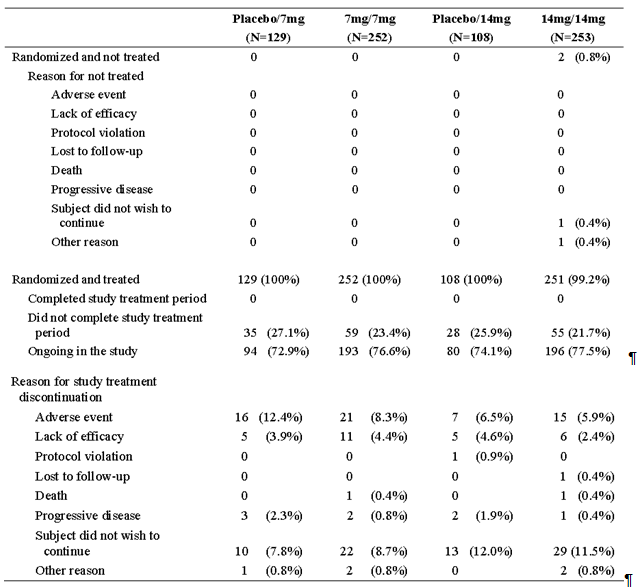 Placebo/7mg 7mg/7mg Placebo/14mg 14mg/14mg
(N=129) (N=252) (N=108) (N=253)
Randomized and not treated 0 0 0 2 (0.8%)
Reason for not treated
Adverse event 0 0 0 0
Lack of efficacy 0 0 0 0
Protocol violation 0 0 0 0
Lost to follow-up 0 0 0 0
Death 0 0 0 0
Progressive disease 0 0 0 0
Subject did not wish to
continue 0 0 0 1 (0.4%)
Other reason 0 0 0 1 (0.4%)
Randomized and treated 129 (100%) 252 (100%) 108 (100%) 251 (99.2%)
Completed study treatment period 0 0 0 0
Did not complete study treatment
period 35 (27.1%) 59 (23.4%) 28 (25.9%) 55 (21.7%)
Ongoing in the study 94 (72.9%) 193 (76.6%) 80 (74.1%) 196 (77.5%) ¶
Reason for study treatment
discontinuation
Adverse event 16 (12.4%) 21 (8.3%) 7 (6.5%) 15 (5.9%)
Lack of efficacy 5 (3.9%) 11 (4.4%) 5 (4.6%) 6 (2.4%)
Protocol violation 0 0 1 (0.9%) 0
Lost to follow-up 0 0 0 1 (0.4%)
Death 0 1 (0.4%) 0 1 (0.4%)
Progressive disease 3 (2.3%) 2 (0.8%) 2 (1.9%) 1 (0.4%)
Subject did not wish to
continue 10 (7.8%) 22 (8.7%) 13 (12.0%) 29 (11.5%)
Other reason 1 (0.8%) 2 (0.8%) 0 2 (0.8%) ¶